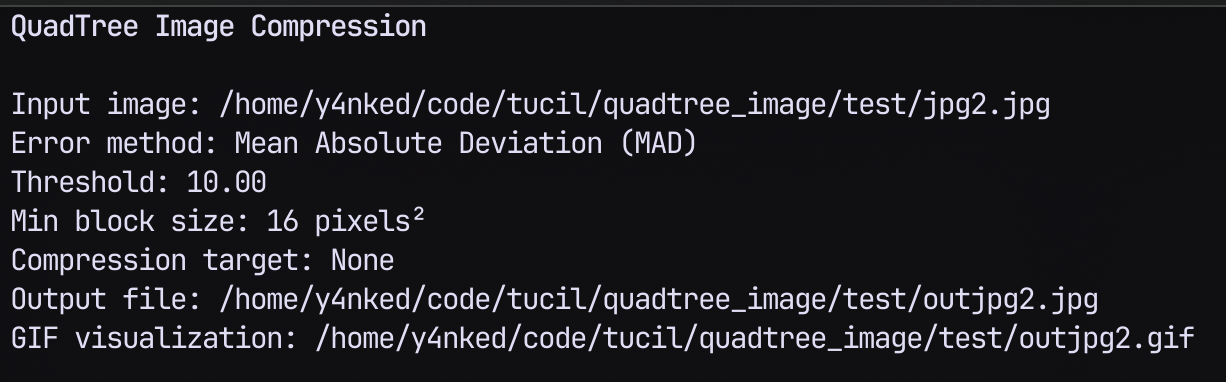 QuadTree Image Compression
Input image: /home/y4nked/code/tucil/quadtree_image/test/jpg2.jpg
Error method: Mean Absolute Deviation (MAD)
Threshold: 10.00
Min block size: 16 pixels²
Compression target: None
Output file: /home/y4nked/code/tucil/quadtree_image/test/outjpg2.jpg
GIF visualization: /home/y4nked/code/tucil/quadtree_image/test/outjpg2.gif